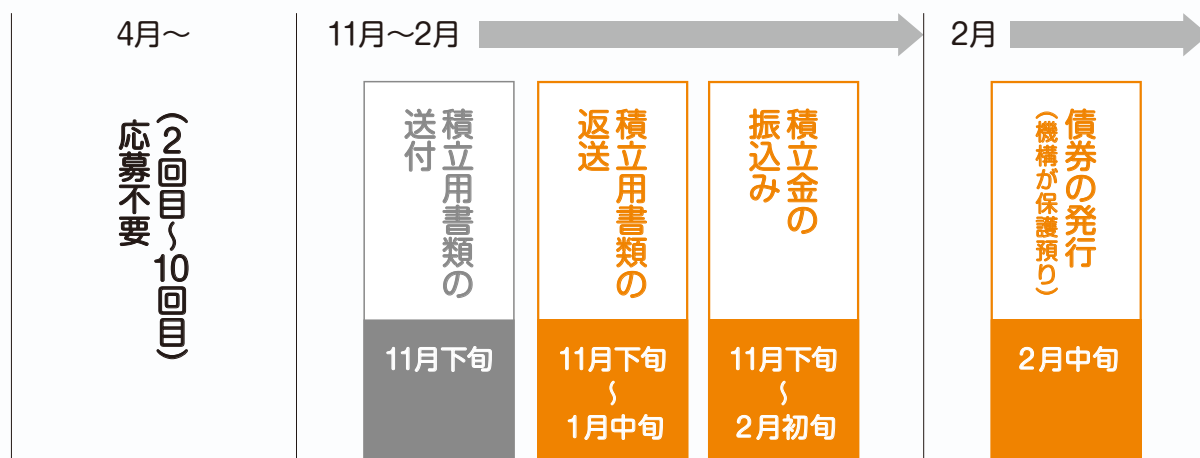 4月～
（2回目～10回目）
応募不要
11月～2月
積立用書類の
送付
11月下旬
積立用書類の
返送
11月下旬
～
1月中旬
積立金の
振込み
11月下旬
～
2月初旬
2月
債券の発行
（機構が保護預り）
2月中旬